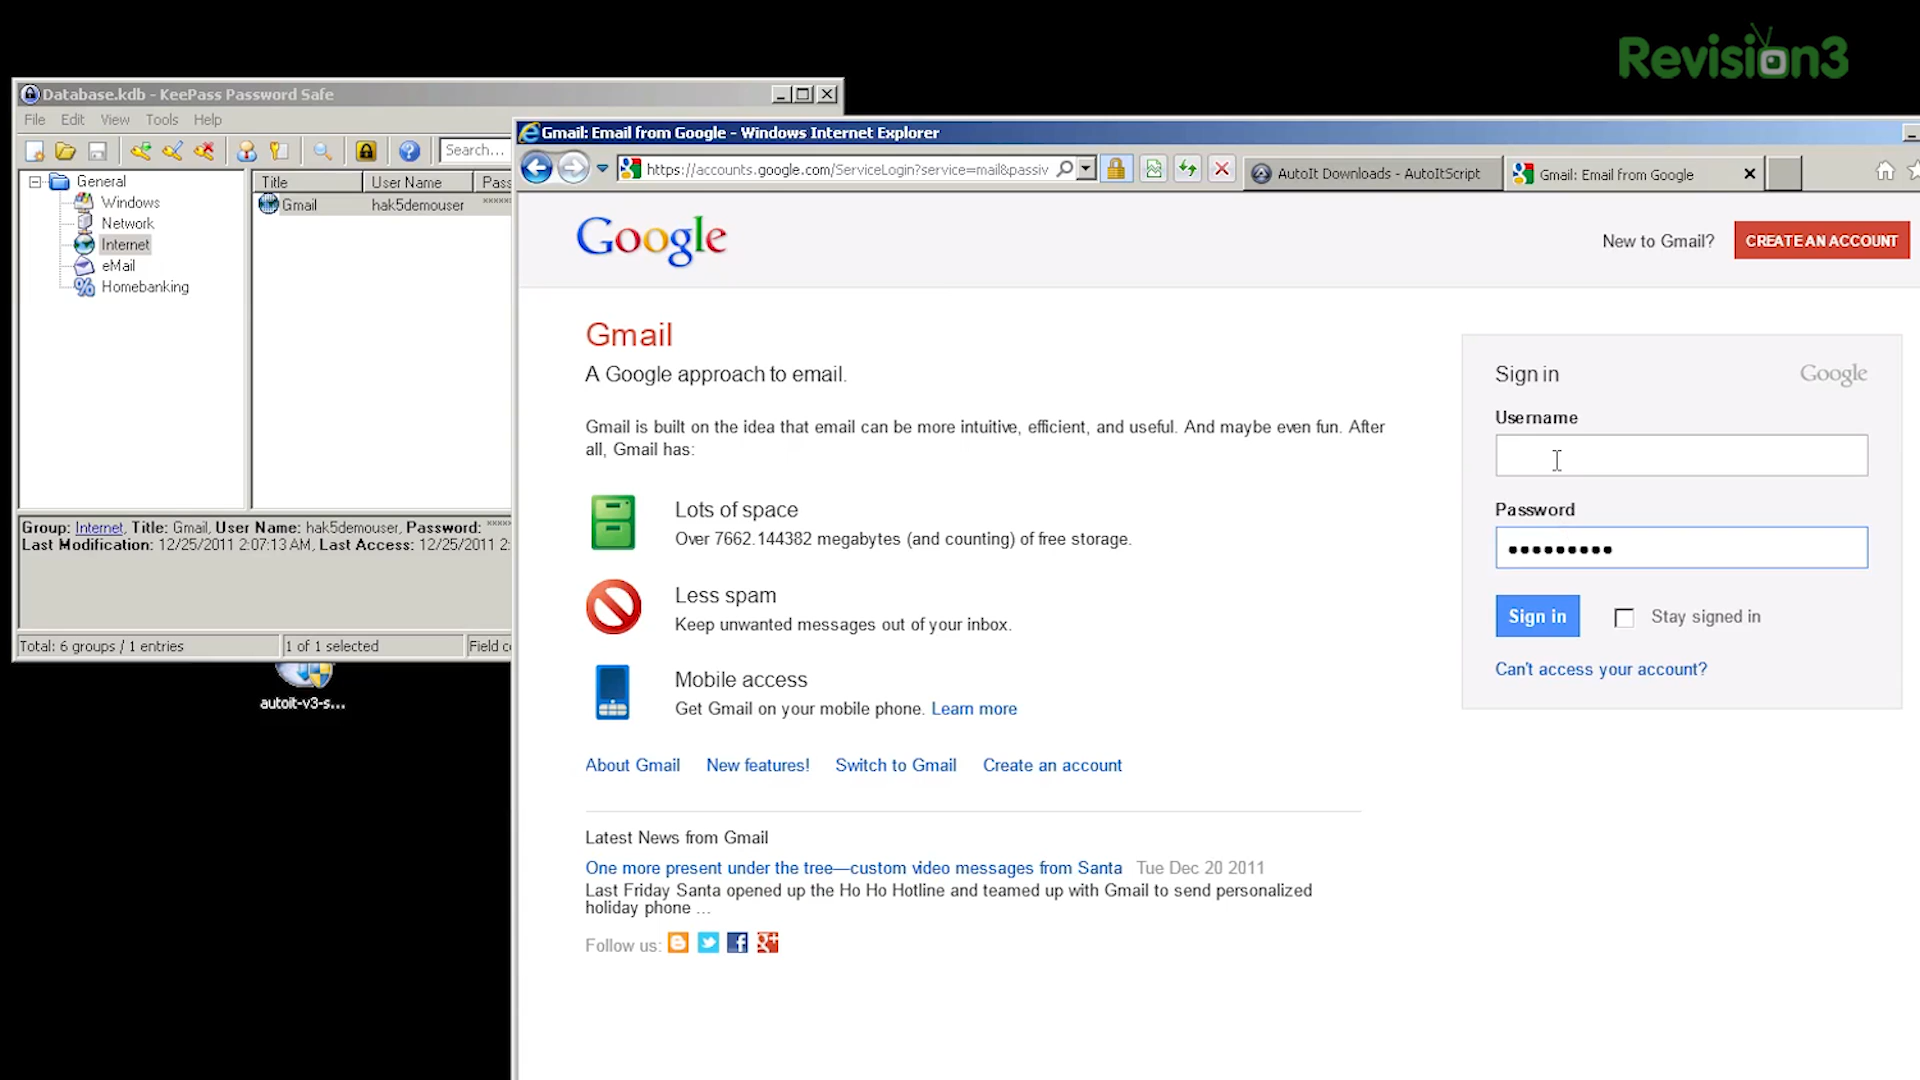 Revision3
Database.kdb - KeePass Password Safe
File Edit View Tools Help
Search...
General
Windows
Network
Internet
eMail
Homebanking
Title User Name Pass
Gmail hak5demouser ****
Group: Internet, Title: Gmail, User Name: hak5demouser, Password: ****
Last Modification: 12/25/2011 2:07:13 AM, Last Access: 12/25/2011 2:
Total: 6 groups / 1 entries 1 of 1 selected Field c
autoit-v3-s...
Gmail: Email from Google - Windows Internet Explorer
https://accounts.google.com/ServiceLogin?service=mail&passiv
AutoIt Downloads - AutoItScript
Gmail: Email from Google
Google
New to Gmail? CREATE AN ACCOUNT
Gmail
A Google approach to email.
Gmail is built on the idea that email can be more intuitive, efficient, and useful. And maybe even fun. After
all, Gmail has:
Lots of space
Over 7662.144382 megabytes (and counting) of free storage.
Less spam
Keep unwanted messages out of your inbox.
Mobile access
Get Gmail on your mobile phone. Learn more
About Gmail New features! Switch to Gmail Create an account
Latest News from Gmail
One more present under the tree—custom video messages from Santa Tue Dec 20 2011
Last Friday Santa opened up the Ho Ho Hotline and teamed up with Gmail to send personalized
holiday phone ...
Follow us:
Sign in Google
Username
Password
•••••••••
Sign in Stay signed in
Can't access your account?